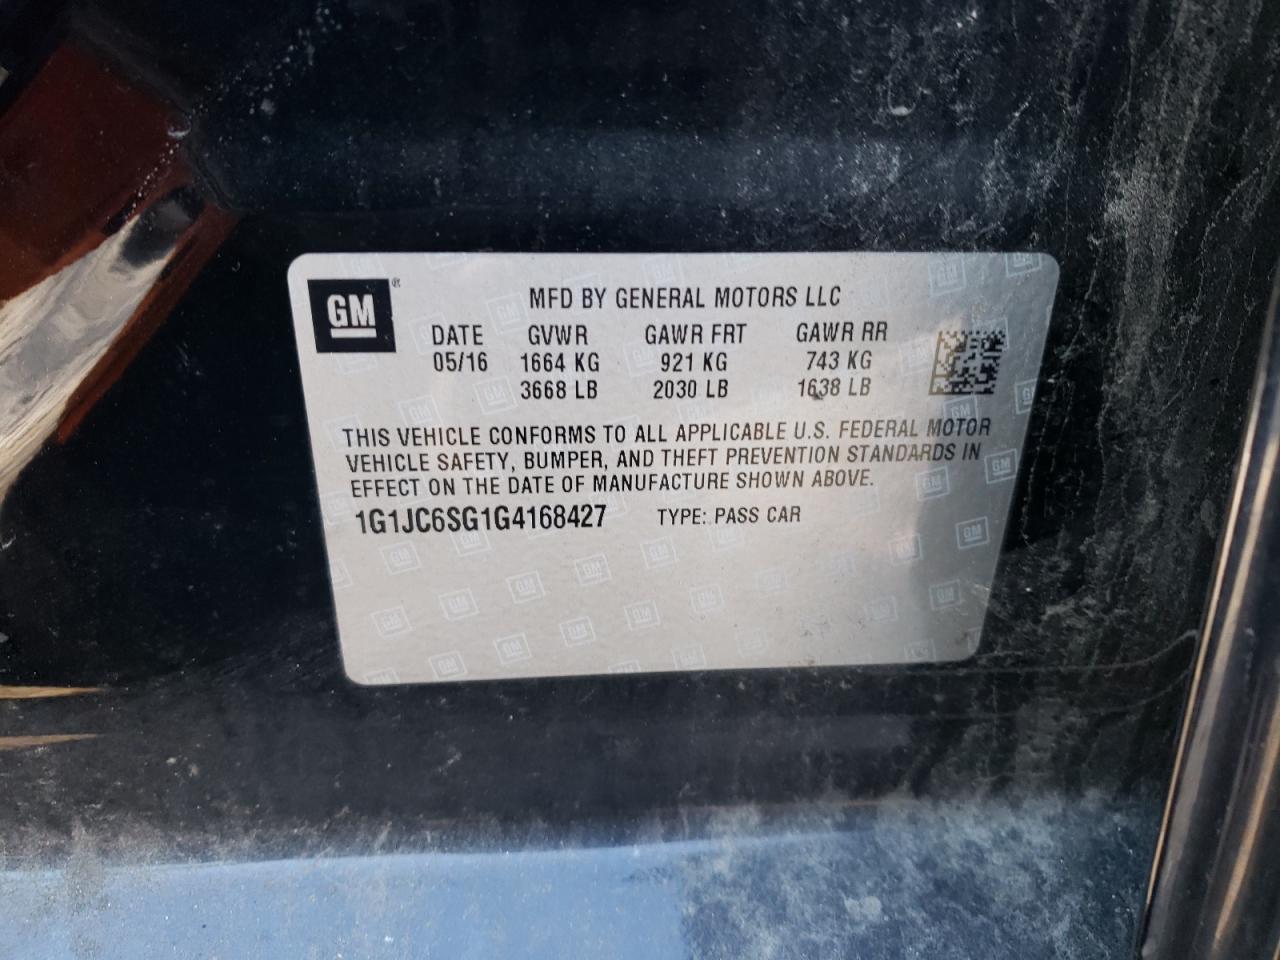 GM ®
MFD BY GENERAL MOTORS LLC
DATE GVWR GAWR FRT GAWR RR
05/16 1664 KG 921 KG 743 KG
3668 LB 2030 LB 1638 LB
THIS VEHICLE CONFORMS TO ALL APPLICABLE U.S. FEDERAL MOTOR
VEHICLE SAFETY, BUMPER, AND THEFT PREVENTION STANDARDS IN
EFFECT ON THE DATE OF MANUFACTURE SHOWN ABOVE.
1G1JC6SG1G4168427 TYPE: PASS CAR